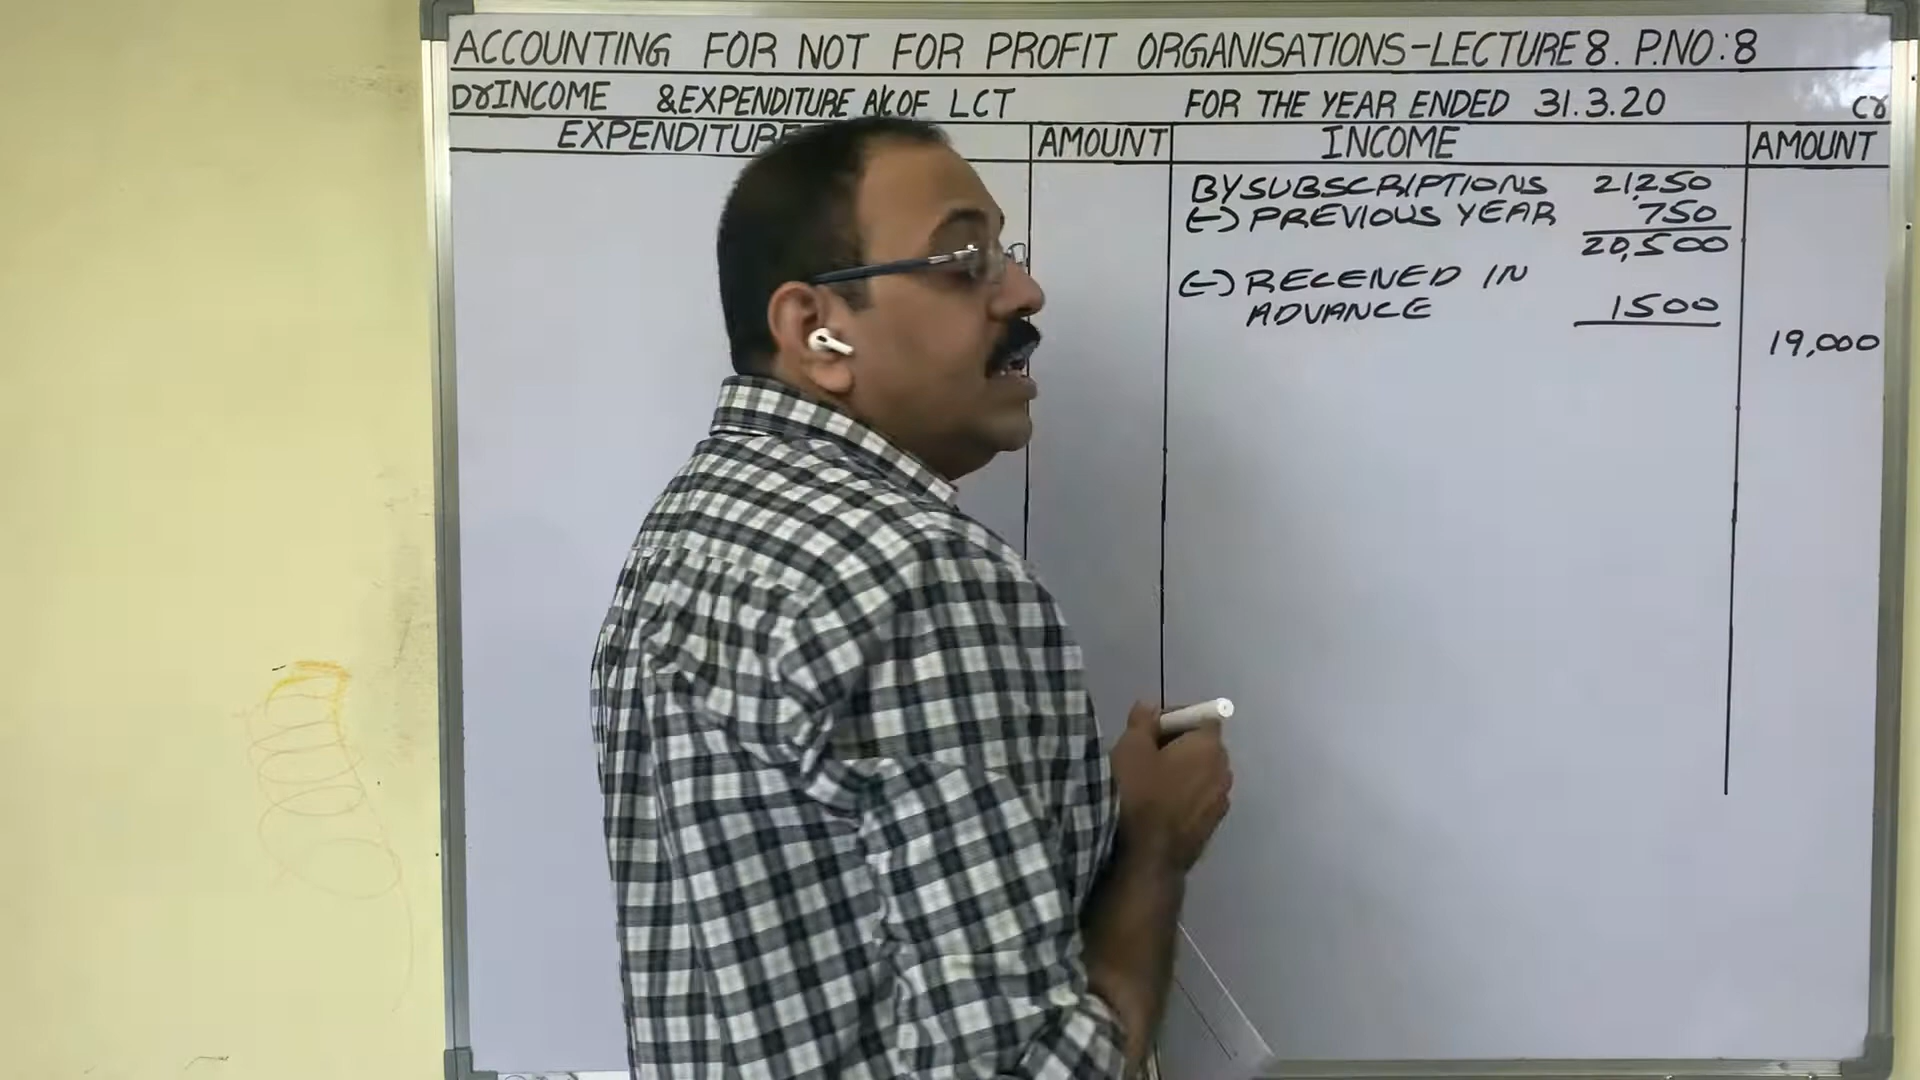 ACCOUNTING FOR NOT FOR PROFIT ORGANISATIONS-LECTURE 8. P.NO:8
Dr INCOME & EXPENDITURE A/C OF LCT FOR THE YEAR ENDED 31.3.20 Cr
EXPENDITURE AMOUNT INCOME AMOUNT
BY SUBSCRIPTIONS 21,250
(-) PREVIOUS YEAR 750
20,500
(-) RECEIVED IN
ADVANCE 1500
19,000